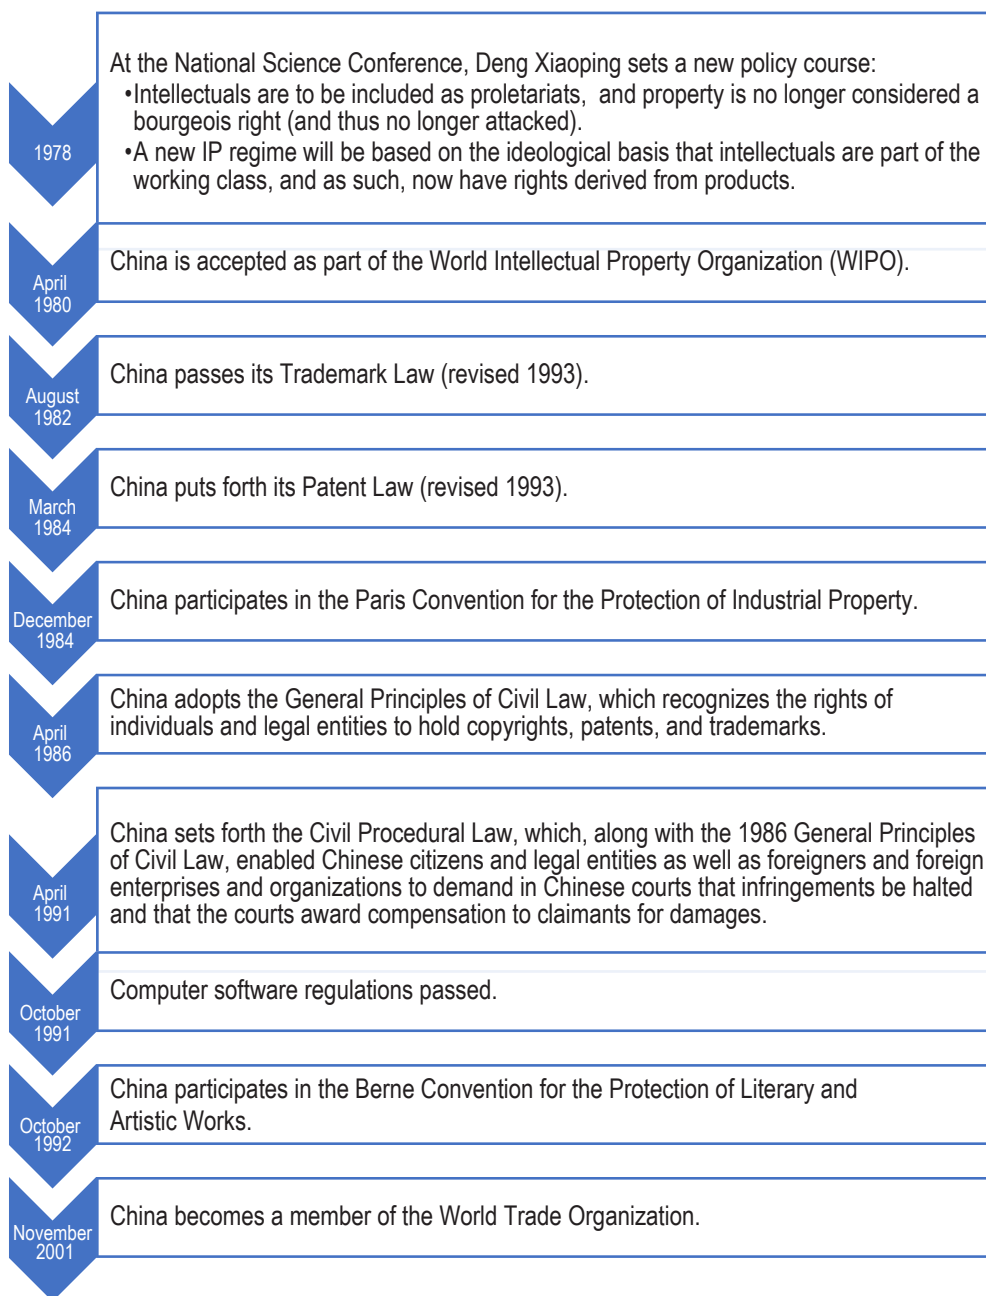 At the National Science Conference, Deng Xiaoping sets a new policy course:
•Intellectuals are to be included as proletariats, and property is no longer considered a
bourgeois right (and thus no longer attacked).
1978
•A new IP regime will be based on the ideological basis that intellectuals are part of the
working class, and as such, now have rights derived from products.
April
1980
China is accepted as part of the World Intellectual Property Organization (WIPO).
August
1982
China passes its Trademark Law (revised 1993).
March
1984
China puts forth its Patent Law (revised 1993).
December
1984
China participates in the Paris Convention for the Protection of Industrial Property.
April
1986
China adopts the General Principles of Civil Law, which recognizes the rights of
individuals and legal entities to hold copyrights, patents, and trademarks.
April
1991
China sets forth the Civil Procedural Law, which, along with the 1986 General Principles
of Civil Law, enabled Chinese citizens and legal entities as well as foreigners and foreign
enterprises and organizations to demand in Chinese courts that infringements be halted
and that the courts award compensation to claimants for damages.
October
1991
Computer software regulations passed.
October
1992
China participates in the Berne Convention for the Protection of Literary and
Artistic Works.
November
2001
China becomes a member of the World Trade Organization.